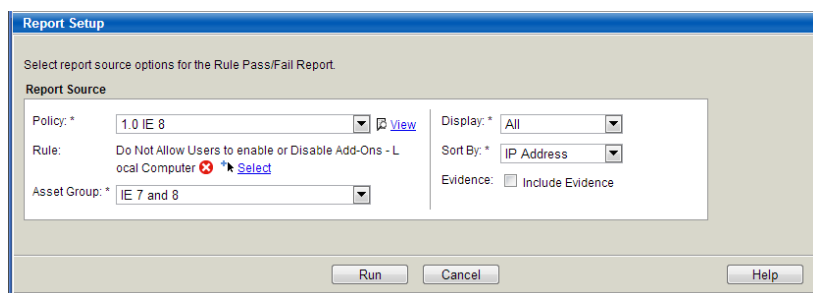 Report Setup
Select report source options for the Rule Pass/Fail Report.
Report Source
Policy: * 1.0 IE 8 View
Rule: Do Not Allow Users to enable or Disable Add-Ons - L
ocal Computer Select
Asset Group: * IE 7 and 8
Display: * All
Sort By: * IP Address
Evidence: Include Evidence
Run Cancel Help